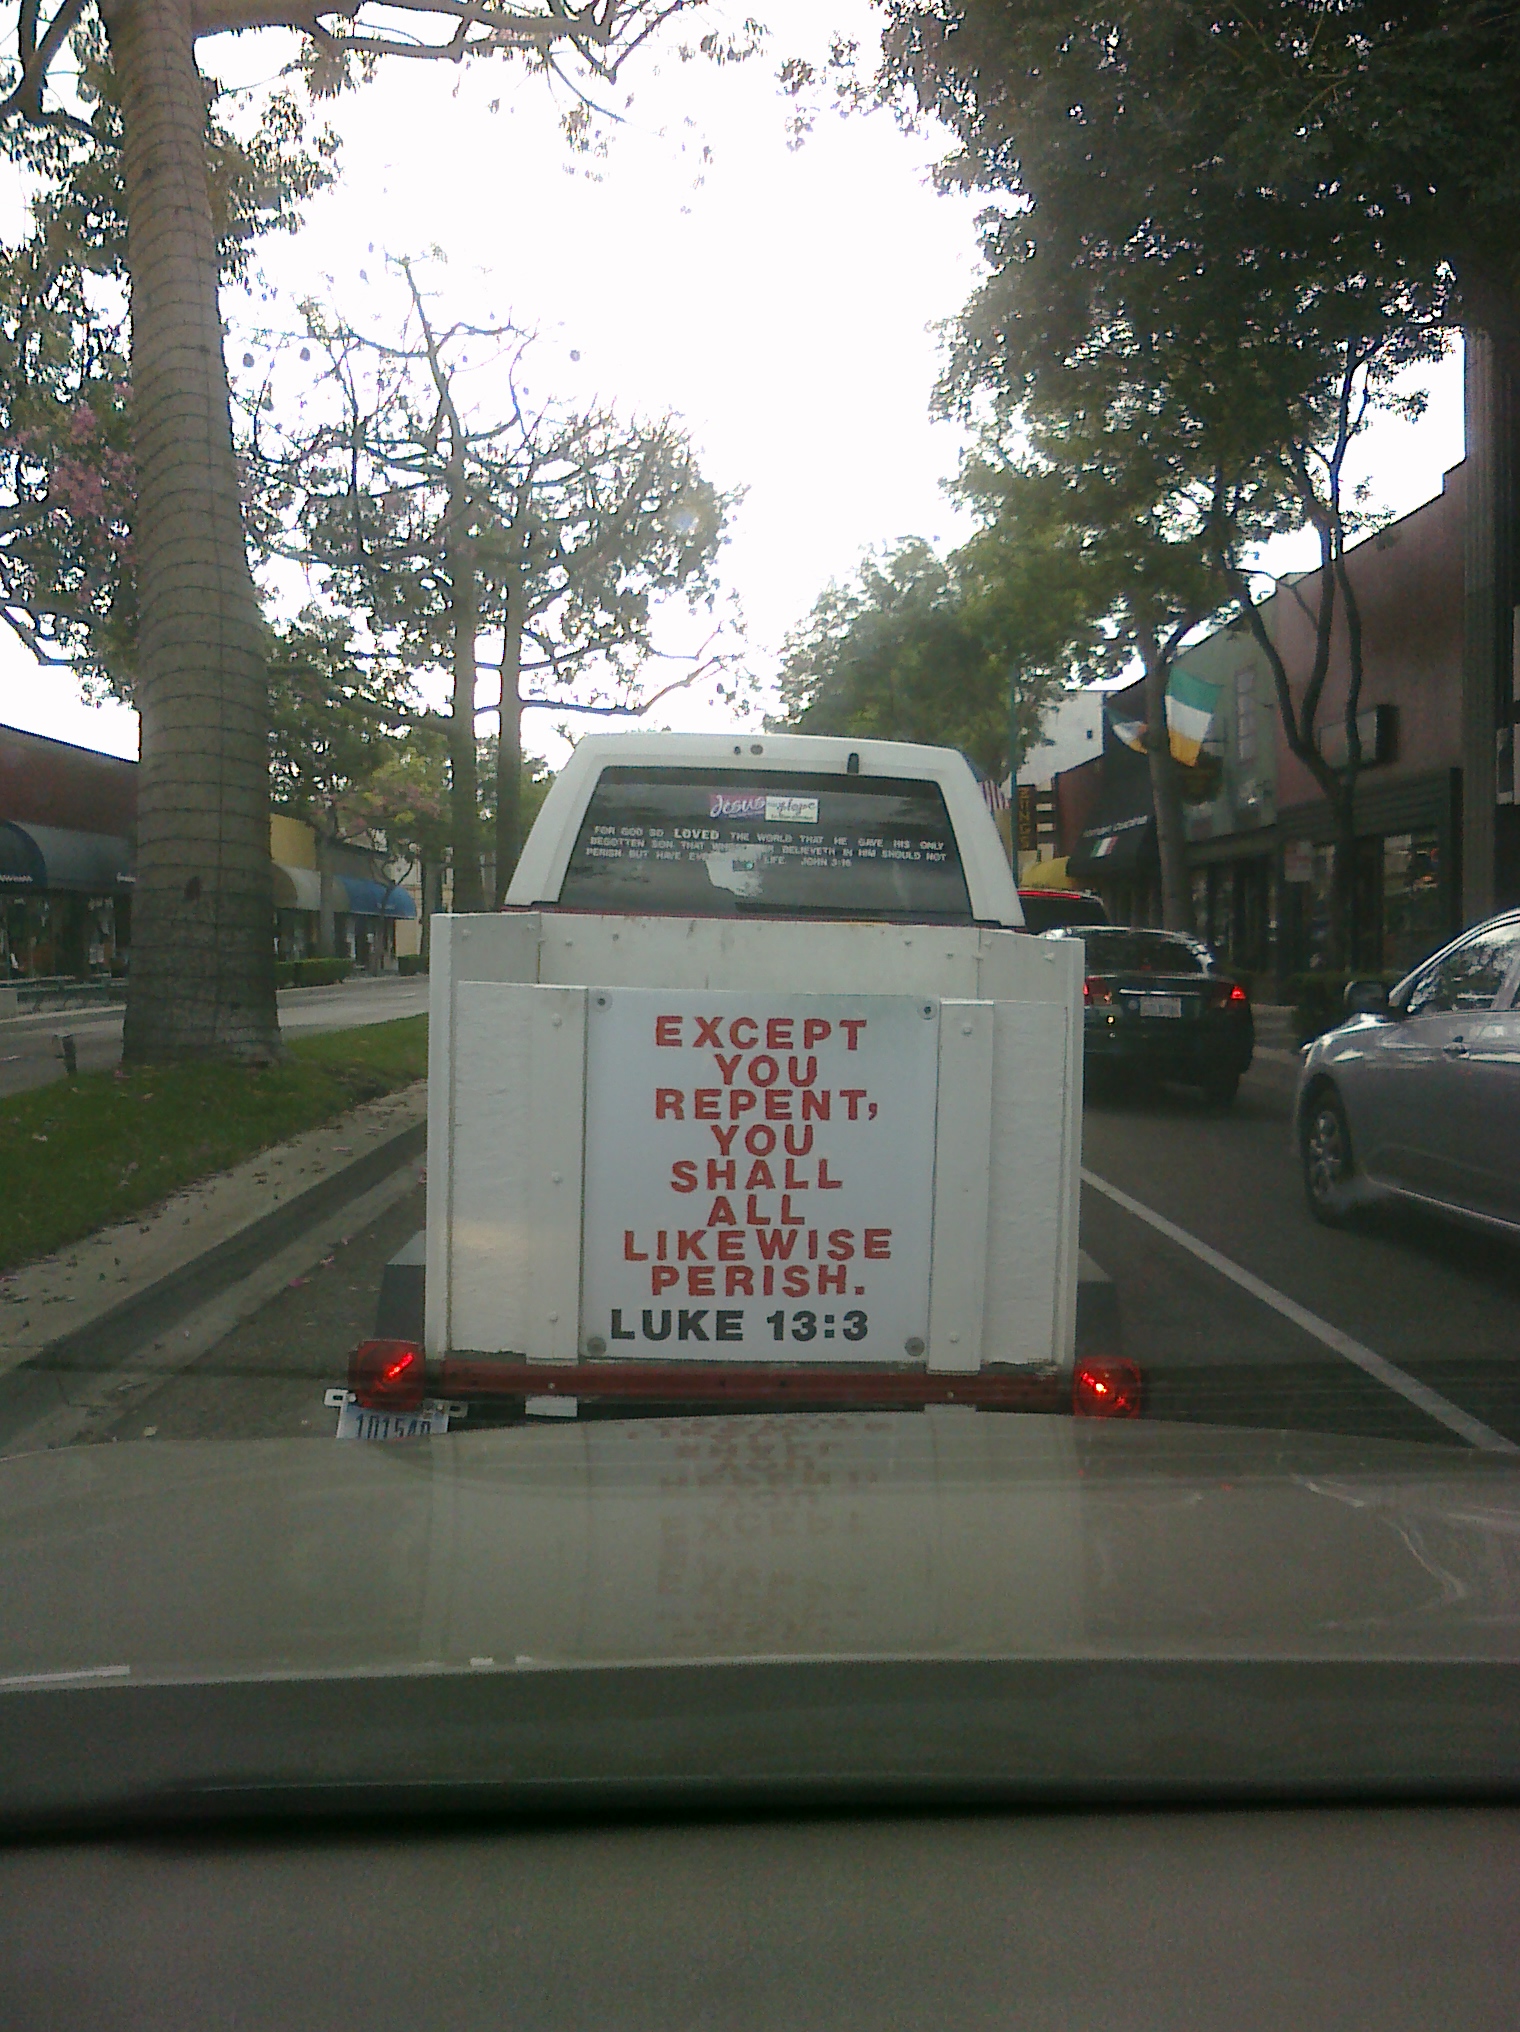 Jesus
Hope
FOR GOD SO LOVED THE WORLD THAT HE GAVE HIS ONLY
BEGOTTEN SON, THAT BELIEVETH IN HIM SHOULD NOT
PERISH BUT HAVE LIFE. JOHN 3:16
EXCEPT
YOU
REPENT,
YOU
SHALL
ALL
LIKEWISE
PERISH.
LUKE 13:3